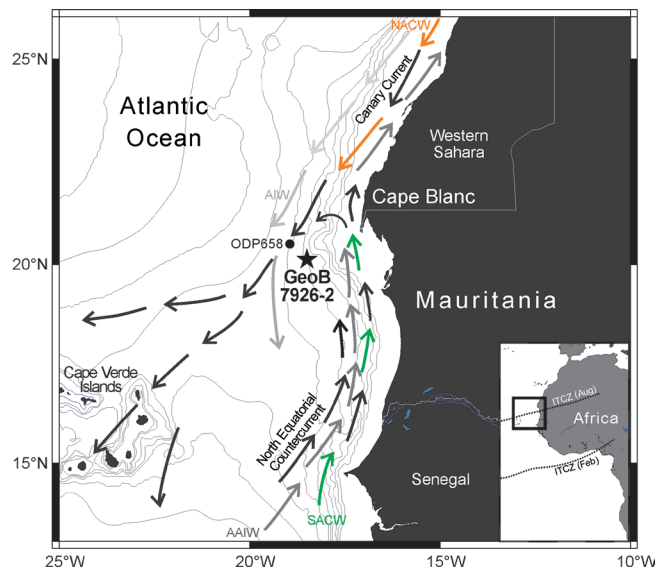 25°N
20°N
15°N
25°W
20°W
15°W
10°W
NACW
Canary Current
Atlantic
Ocean
Western
Sahara
AIW
Cape Blanc
ODP658
GeoB
7926-2
Mauritania
Cape Verde
Islands
North Equatorial
Countercurrent
ITCZ (Aug)
Africa
ITCZ (Feb)
Senegal
SACW
AAIW